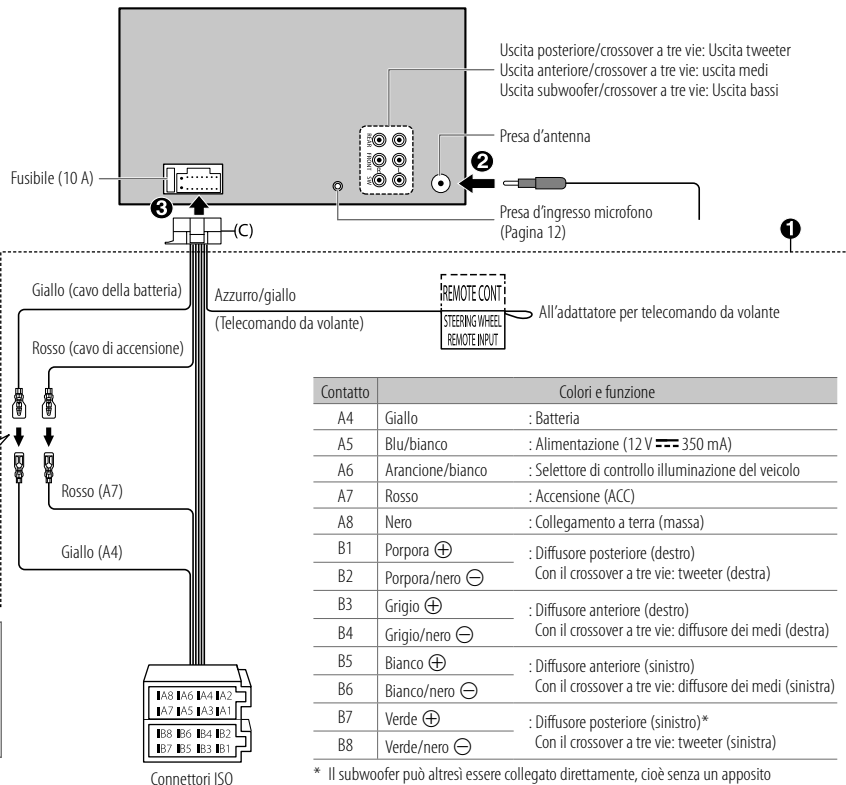 Uscita posteriore/crossover a tre vie: Uscita tweeter
Uscita anteriore/crossover a tre vie: uscita medi
Uscita subwoofer/crossover a tre vie: Uscita bassi
REAR
FRONT
SW
Presa d'antenna
2
Fusibile (10 A)
3
Presa d'ingresso microfono
(Pagina 12)
(C)
1
Giallo (cavo della batteria)
Azzurro/giallo
(Telecomando da volante)
REMOTE CONT
STEERING WHEEL
REMOTE INPUT
All'adattatore per telecomando da volante
Rosso (cavo di accensione)
Rosso (A7)
Giallo (A4)
Contatto Colori e funzione
A4 Giallo : Batteria
A5 Blu/bianco : Alimentazione (12 V ⎓ 350 mA)
A6 Arancione/bianco : Selettore di controllo illuminazione del veicolo
A7 Rosso : Accensione (ACC)
A8 Nero : Collegamento a terra (massa)
B1 Porpora ⊕ : Diffusore posteriore (destro)
B2 Porpora/nero ⊖ Con il crossover a tre vie: tweeter (destra)
B3 Grigio ⊕ : Diffusore anteriore (destro)
B4 Grigio/nero ⊖ Con il crossover a tre vie: diffusore dei medi (destra)
B5 Bianco ⊕ : Diffusore anteriore (sinistro)
B6 Bianco/nero ⊖ Con il crossover a tre vie: diffusore dei medi (sinistra)
B7 Verde ⊕ : Diffusore posteriore (sinistro)*
B8 Verde/nero ⊖ Con il crossover a tre vie: tweeter (sinistra)
* Il subwoofer può altresì essere collegato direttamente, cioè senza un apposito
A8 A6 A4 A2
A7 A5 A3 A1
B8 B6 B4 B2
B7 B5 B3 B1
Connettori ISO